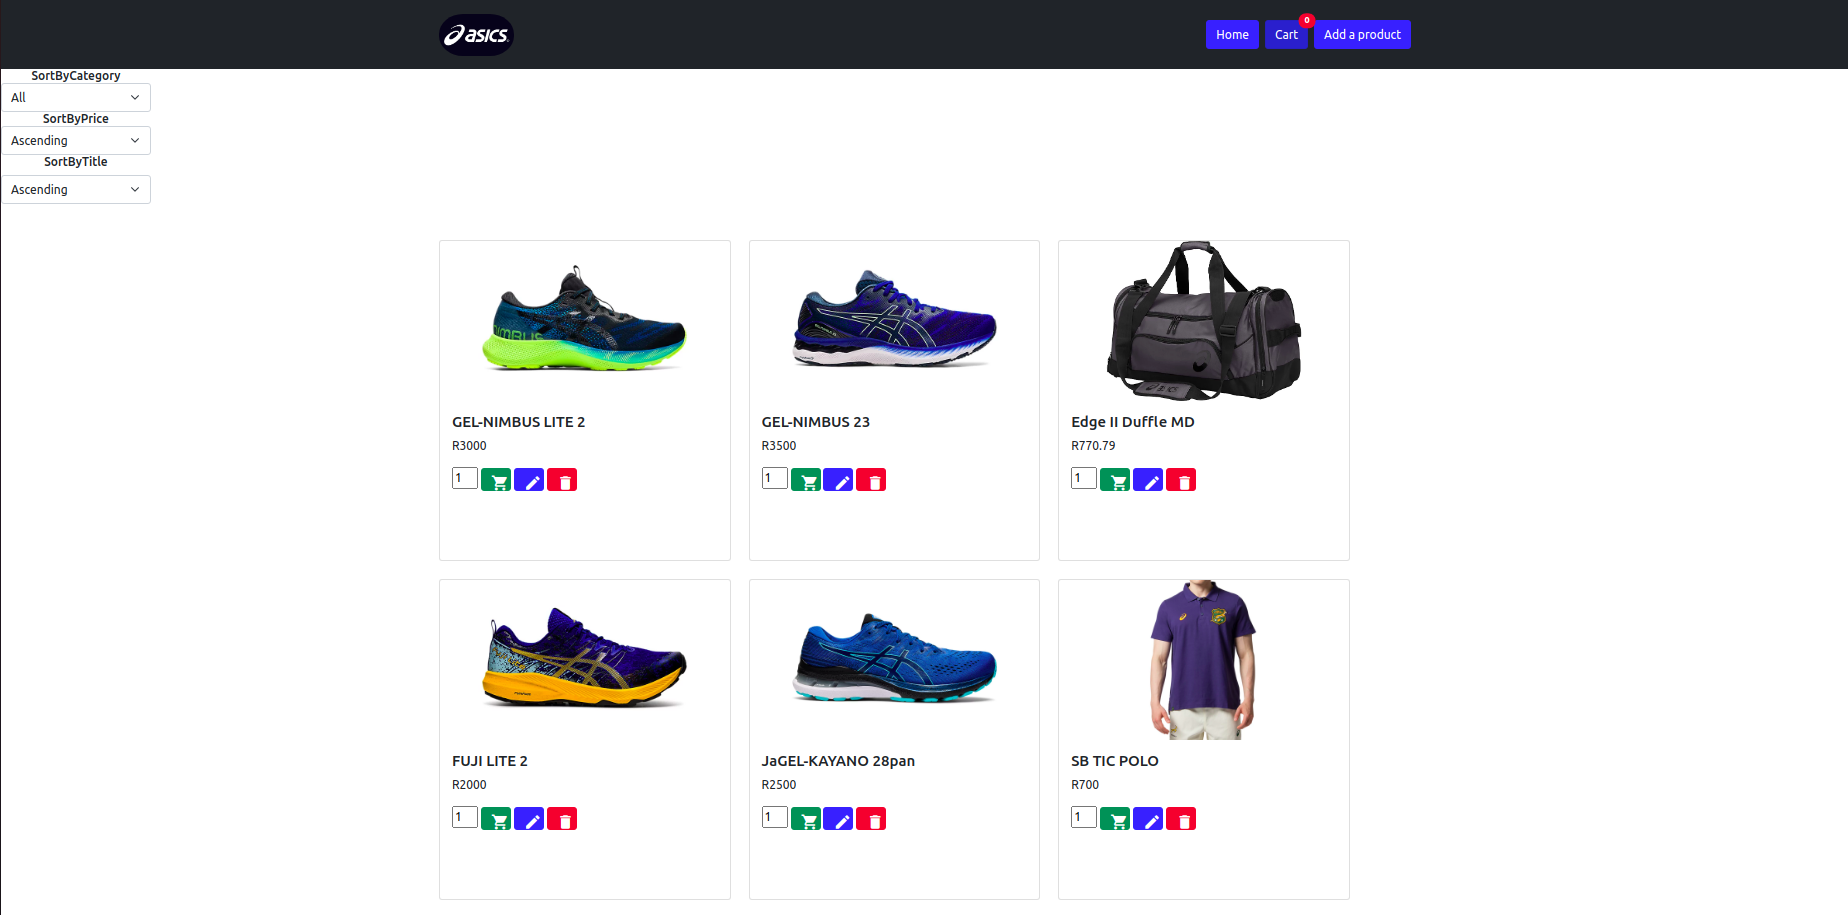 asics
Home
Cart
0
Add a product
SortByCategory
All
SortByPrice
Ascending
SortByTitle
Ascending
NIMBUS
GEL-NIMBUS LITE 2
R3000
1
GEL-NIMBUS 23
R3500
1
Edge II Duffle MD
R770.79
1
FUJI LITE 2
R2000
1
JaGEL-KAYANO 28pan
R2500
1
SB TIC POLO
R700
1